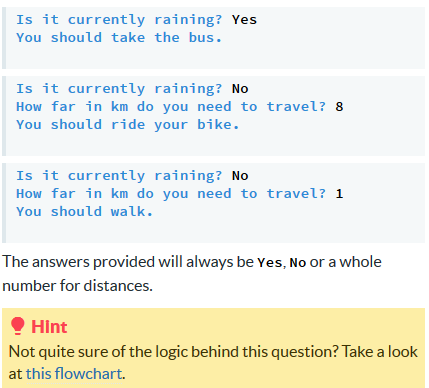 Is it currently raining? Yes
You should take the bus.
Is it currently raining? No
How far in km do you need to travel? 8
You should ride your bike.
Is it currently raining? No
How far in km do you need to travel? 1
You should walk.
The answers provided will always be Yes, No or a whole
number for distances.
Hint
Not quite sure of the logic behind this question? Take a look
at this flowchart.